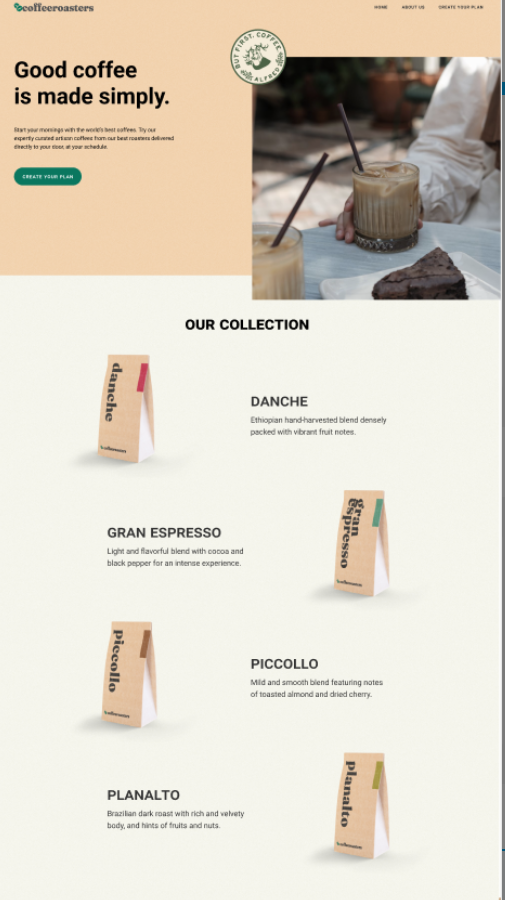 coffeeroasters
HOME ABOUT US CREATE YOUR PLAN
BUT FIRST, COFFEE
ALFRED
Good coffee
is made simply.
Start your mornings with the world's best coffees. Try our
expertly curated artisan coffees from our best roasters delivered
directly to your door, at your schedule.
CREATE YOUR PLAN
OUR COLLECTION
danche
coffeeroasters
DANCHE
Ethiopian hand-harvested blend densely
packed with vibrant fruit notes.
GRAN ESPRESSO
Light and flavorful blend with cocoa and
black pepper for an intense experience.
gran
espresso
coffeeroasters
piccollo
coffeeroasters
PICCOLLO
Mild and smooth blend featuring notes
of toasted almond and dried cherry.
PLANALTO
Brazilian dark roast with rich and velvety
body, and hints of fruits and nuts.
planalto
coffeeroasters